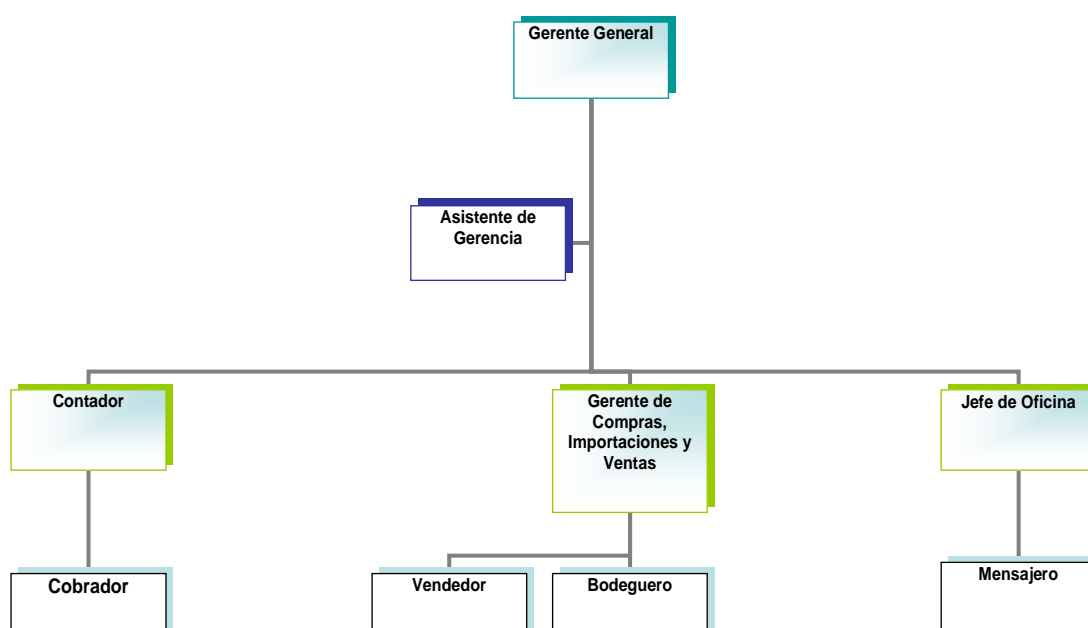 Gerente General
Asistente de
Gerencia
Contador
Gerente de
Compras,
Importaciones y
Ventas
Jefe de Oficina
Cobrador
Vendedor
Bodeguero
Mensajero